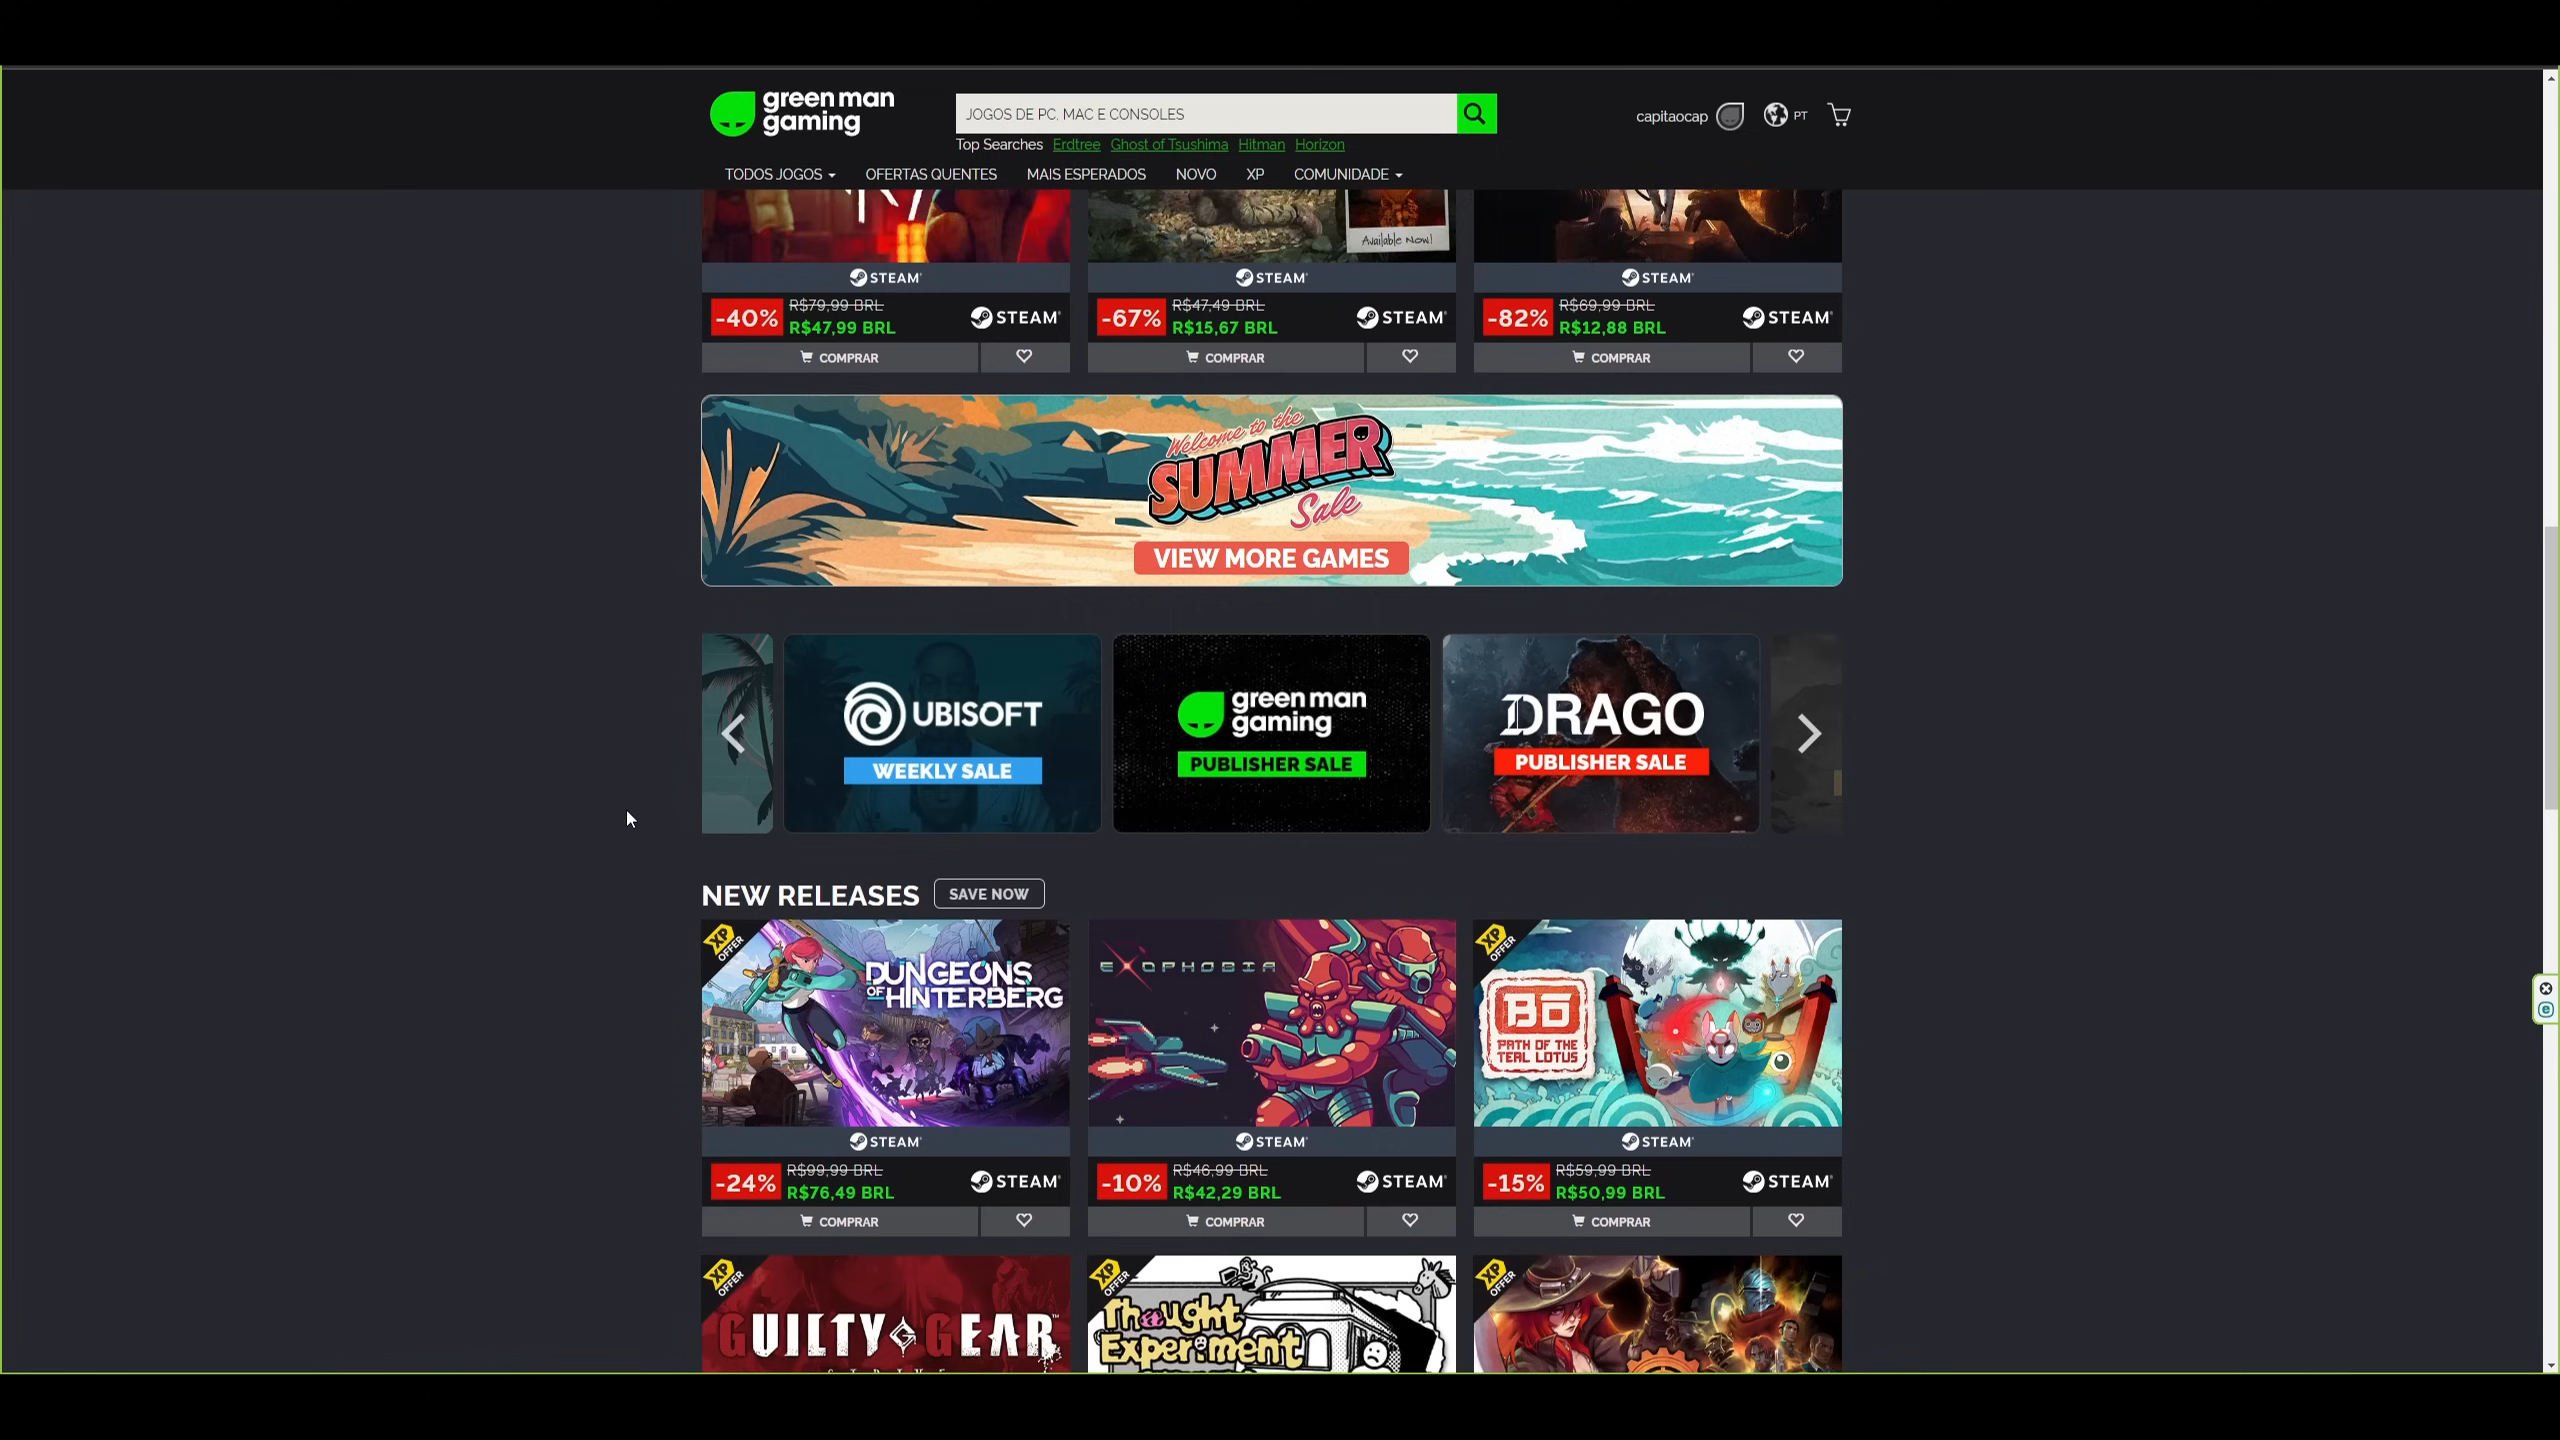 green man
gaming
JOGOS DE PC, MAC E CONSOLES
capitaocap
PT
Top Searches Erdtree Ghost of Tsushima Hitman Horizon
TODOS JOGOS OFERTAS QUENTES MAIS ESPERADOS NOVO XP COMUNIDADE
Available Now!
STEAM STEAM STEAM
-40% R$79,99 BRL R$47,99 BRL STEAM
-67% R$47,49 BRL R$15,67 BRL STEAM
-82% R$69,99 BRL R$12,88 BRL STEAM
COMPRAR COMPRAR COMPRAR
Welcome to the
SUMMER
Sale
VIEW MORE GAMES
UBISOFT
WEEKLY SALE
green man
gaming
PUBLISHER SALE
DRAGO
PUBLISHER SALE
NEW RELEASES SAVE NOW
XP OFFER
DUNGEONS
OF HINTERBERG
EXOPHOBIA
XP OFFER
BŌ
PATH OF THE
TEAL LOTUS
STEAM STEAM STEAM
-24% R$99,99 BRL R$76,49 BRL STEAM
-10% R$46,99 BRL R$42,29 BRL STEAM
-15% R$59,99 BRL R$50,99 BRL STEAM
COMPRAR COMPRAR COMPRAR
XP OFFER
GUILTY GEAR
XP OFFER
Thought
Experiment
XP OFFER